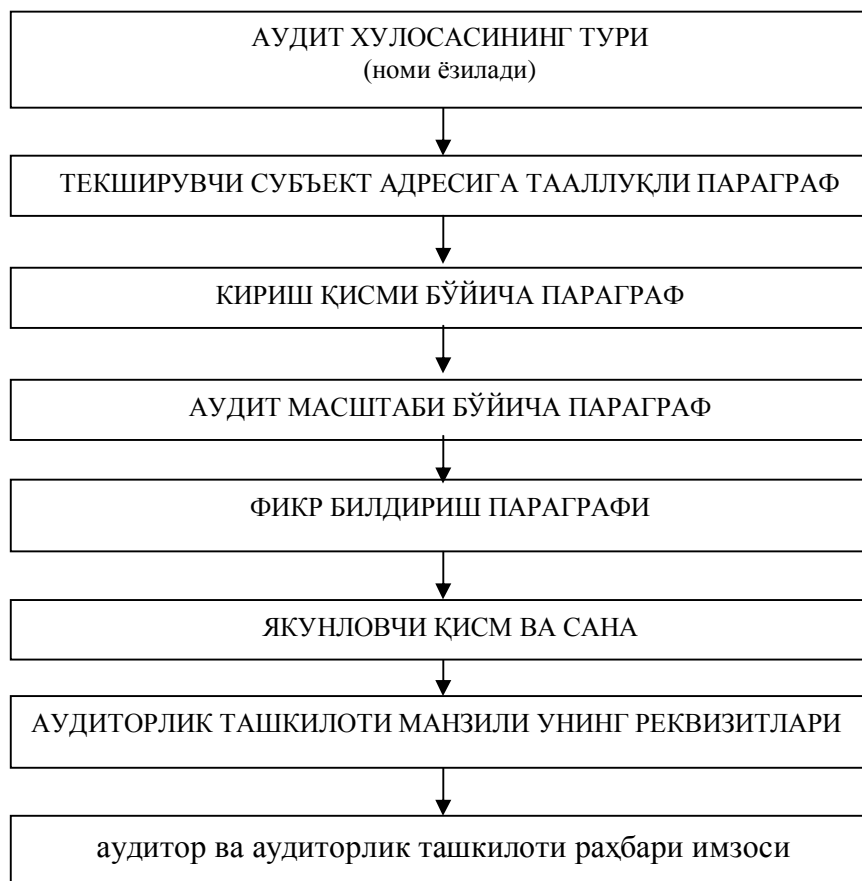 АУДИТ ХУЛОСАСИНИНГ ТУРИ
(номи ёзилади)
ТЕКШИРУВЧИ СУБЪЕКТ АДРЕСИГА ТААЛЛУҚЛИ ПАРАГРАФ
КИРИШ ҚИСМИ БЎЙИЧА ПАРАГРАФ
АУДИТ МАСШТАБИ БЎЙИЧА ПАРАГРАФ
ФИКР БИЛДИРИШ ПАРАГРАФИ
ЯКУНЛОВЧИ ҚИСМ ВА САНА
АУДИТОРЛИК ТАШКИЛОТИ МАНЗИЛИ УНИНГ РЕКВИЗИТЛАРИ
аудитор ва аудиторлик ташкилоти раҳбари имзоси